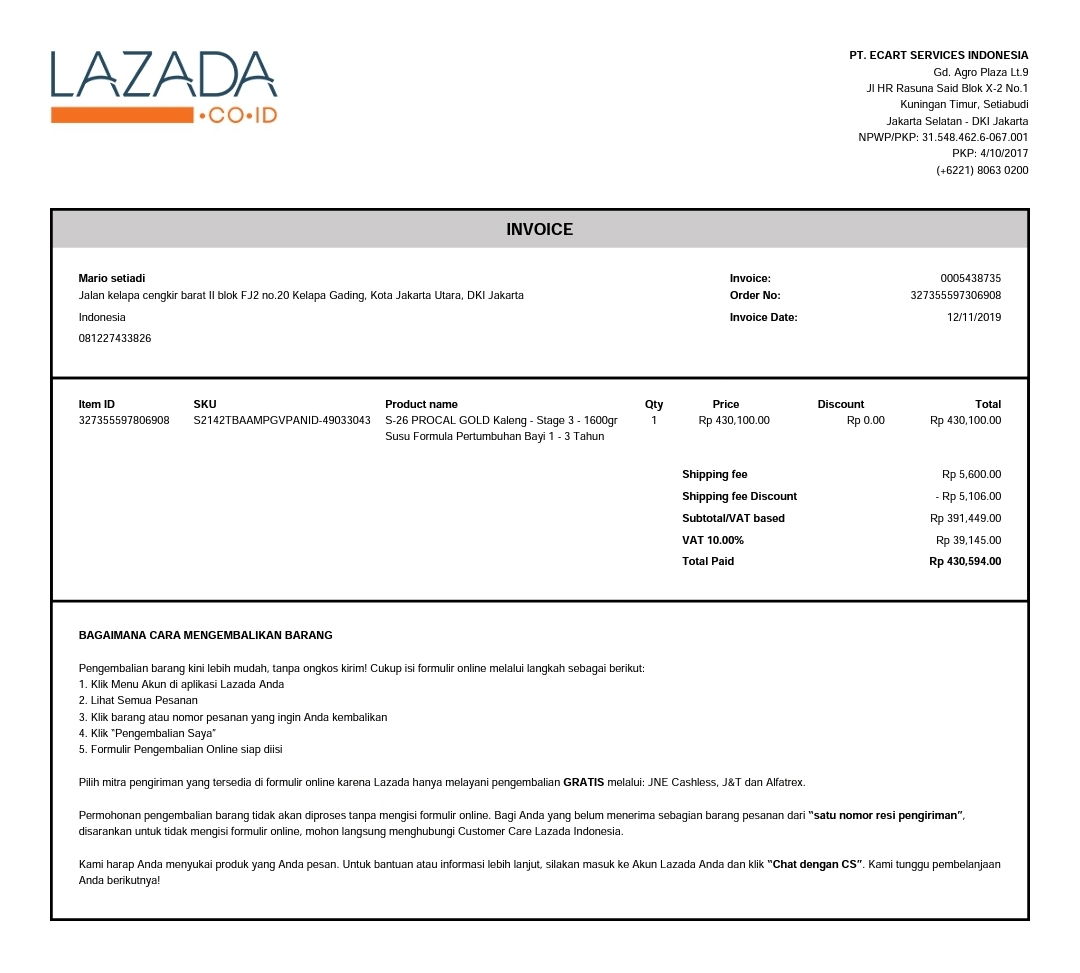 LAZADA
•CO•ID
PT. ECART SERVICES INDONESIA
Gd. Agro Plaza Lt.9
Jl HR Rasuna Said Blok X-2 No.1
Kuningan Timur, Setiabudi
Jakarta Selatan - DKI Jakarta
NPWP/PKP: 31.548.462.6-067.001
PKP: 4/10/2017
(+6221) 8063 0200
INVOICE
Mario setiadi
Jalan kelapa cengkir barat II blok FJ2 no.20 Kelapa Gading, Kota Jakarta Utara, DKI Jakarta
Indonesia
081227433826
Invoice: 0005438735
Order No: 327355597306908
Invoice Date: 12/11/2019
Item ID SKU Product name Qty Price Discount Total
327355597806908 S2142TBAAMPGVPANID-49033043 S-26 PROCAL GOLD Kaleng - Stage 3 - 1600gr 1 Rp 430,100.00 Rp 0.00 Rp 430,100.00
Susu Formula Pertumbuhan Bayi 1 - 3 Tahun
Shipping fee Rp 5,600.00
Shipping fee Discount - Rp 5,106.00
Subtotal/VAT based Rp 391,449.00
VAT 10.00% Rp 39,145.00
Total Paid Rp 430,594.00
BAGAIMANA CARA MENGEMBALIKAN BARANG
Pengembalian barang kini lebih mudah, tanpa ongkos kirim! Cukup isi formulir online melalui langkah sebagai berikut:
1. Klik Menu Akun di aplikasi Lazada Anda
2. Lihat Semua Pesanan
3. Klik barang atau nomor pesanan yang ingin Anda kembalikan
4. Klik "Pengembalian Saya"
5. Formulir Pengembalian Online siap diisi
Pilih mitra pengiriman yang tersedia di formulir online karena Lazada hanya melayani pengembalian GRATIS melalui: JNE Cashless, J&T dan Alfatrex.
Permohonan pengembalian barang tidak akan diproses tanpa mengisi formulir online. Bagi Anda yang belum menerima sebagian barang pesanan dari “satu nomor resi pengiriman”,
disarankan untuk tidak mengisi formulir online, mohon langsung menghubungi Customer Care Lazada Indonesia.
Kami harap Anda menyukai produk yang Anda pesan. Untuk bantuan atau informasi lebih lanjut, silakan masuk ke Akun Lazada Anda dan klik “Chat dengan CS”. Kami tunggu pembelanjaan
Anda berikutnya!